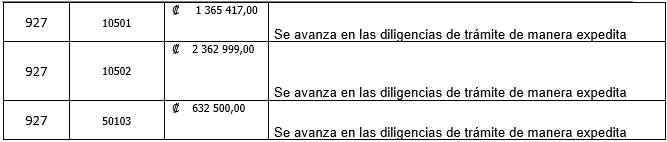 927 10501 ₡ 1 365 417,00 Se avanza en las diligencias de trámite de manera expedita
927 10502 ₡ 2 362 999,00 Se avanza en las diligencias de trámite de manera expedita
927 50103 ₡ 632 500,00 Se avanza en las diligencias de trámite de manera expedita